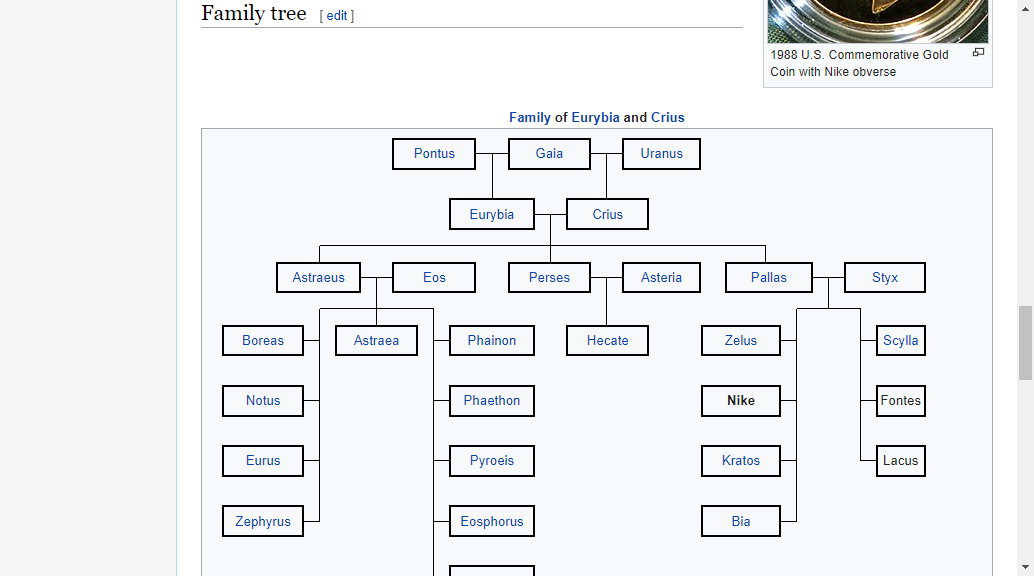 Family tree [ edit ]
1988 U.S. Commemorative Gold
Coin with Nike obverse
Family of Eurybia and Crius
Pontus Gaia Uranus
Eurybia Crius
Astraeus Eos Perses Asteria Pallas Styx
Boreas Astraea Phainon Hecate Zelus Scylla
Notus Phaethon Nike Fontes
Eurus Pyroeis Kratos Lacus
Zephyrus Eosphorus Bia